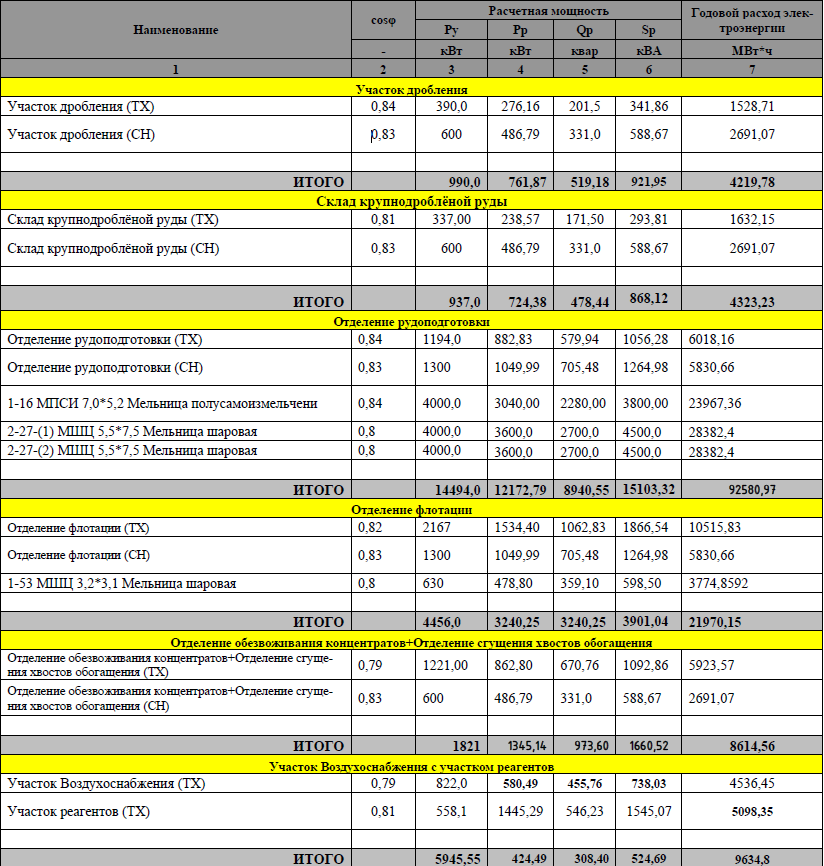 Наименование cosφ Расчетная мощность Годовой расход элек-
троэнергии
Ру Рр Qp Sp
- кВт кВт квар кВА МВт*ч
1 2 3 4 5 6 7
Участок дробления
Участок дробления (ТХ) 0,84 390,0 276,16 201,5 341,86 1528,71
Участок дробления (СН) 0,83 600 486,79 331,0 588,67 2691,07
ИТОГО 990,0 761,87 519,18 921,95 4219,78
Склад крупнодроблёной руды
Склад крупнодроблёной руды (ТХ) 0,81 337,00 238,57 171,50 293,81 1632,15
Склад крупнодроблёной руды (СН) 0,83 600 486,79 331,0 588,67 2691,07
ИТОГО 937,0 724,38 478,44 868,12 4323,23
Отделение рудоподготовки
Отделение рудоподготовки (ТХ) 0,84 1194,0 882,83 579,94 1056,28 6018,16
Отделение рудоподготовки (СН) 0,83 1300 1049,99 705,48 1264,98 5830,66
1-16 МПСИ 7,0*5,2 Мельница полусамоизмельчени 0,84 4000,0 3040,00 2280,00 3800,00 23967,36
2-27-(1) МШЦ 5,5*7,5 Мельница шаровая 0,8 4000,0 3600,0 2700,0 4500,0 28382,4
2-27-(2) МШЦ 5,5*7,5 Мельница шаровая 0,8 4000,0 3600,0 2700,0 4500,0 28382,4
ИТОГО 14494,0 12172,79 8940,55 15103,32 92580,97
Отделение флотации
Отделение флотации (ТХ) 0,82 2167 1534,40 1062,83 1866,54 10515,83
Отделение флотации (СН) 0,83 1300 1049,99 705,48 1264,98 5830,66
1-53 МШЦ 3,2*3,1 Мельница шаровая 0,8 630 478,80 359,10 598,50 3774,8592
ИТОГО 4456,0 3240,25 3240,25 3901,04 21970,15
Отделение обезвоживания концентратов+Отделение сгущения хвостов обогащения
Отделение обезвоживания концентратов+Отделение сгуще-
ния хвостов обогащения (ТХ) 0,79 1221,00 862,80 670,76 1092,86 5923,57
Отделение обезвоживания концентратов+Отделение сгуще-
ния хвостов обогащения (СН) 0,83 600 486,79 331,0 588,67 2691,07
ИТОГО 1821 1345,14 973,60 1660,52 8614,56
Участок Воздухоснабжения с участком реагентов
Участок Воздухоснабжения (ТХ) 0,79 822,0 580,49 455,76 738,03 4536,45
Участок реагентов (ТХ) 0,81 558,1 1445,29 546,23 1545,07 5098,35
ИТОГО 5945,55 424,49 308,40 524,69 9634,8